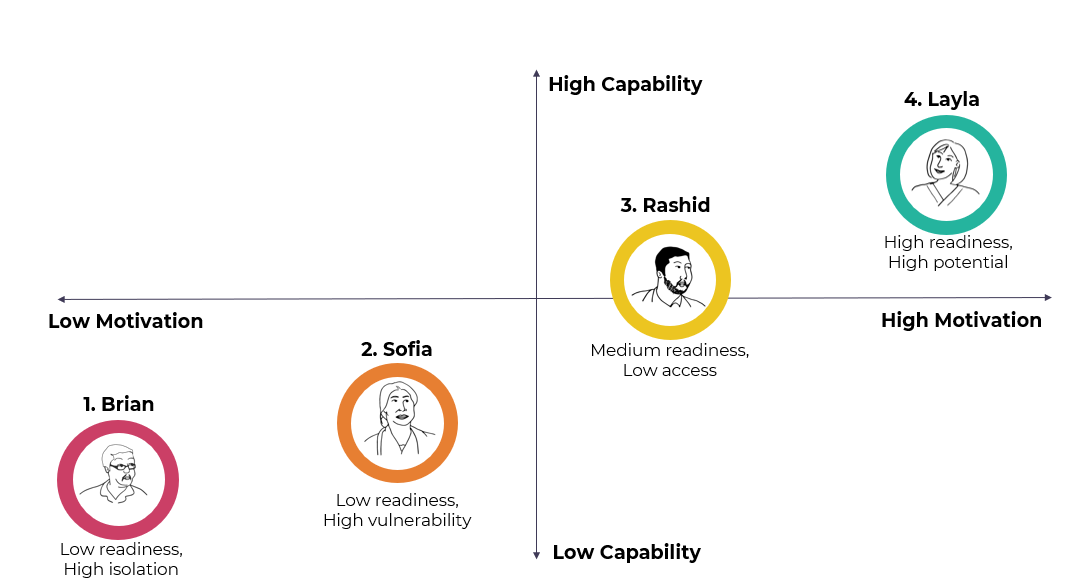 High Capability
4. Layla
High readiness,
High potential
3. Rashid
Medium readiness,
Low access
Low Motivation
High Motivation
2. Sofia
Low readiness,
High vulnerability
1. Brian
Low readiness,
High isolation
Low Capability